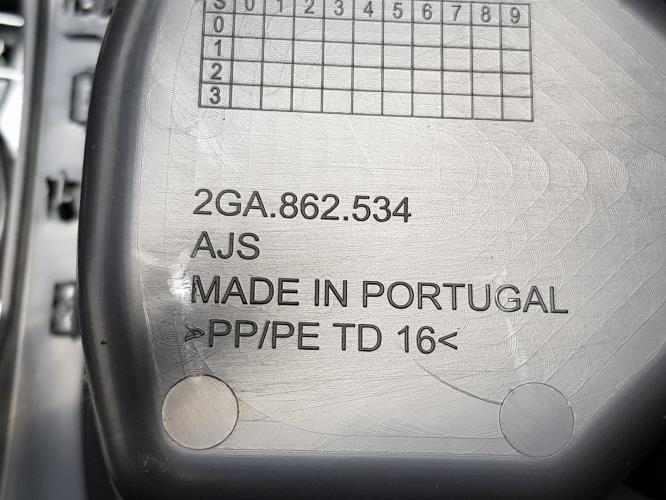 S 0 1 2 3 4 5 6 7 8 9
0
1
2
3
2GA.862.534
AJS
MADE IN PORTUGAL
>PP/PE TD 16<